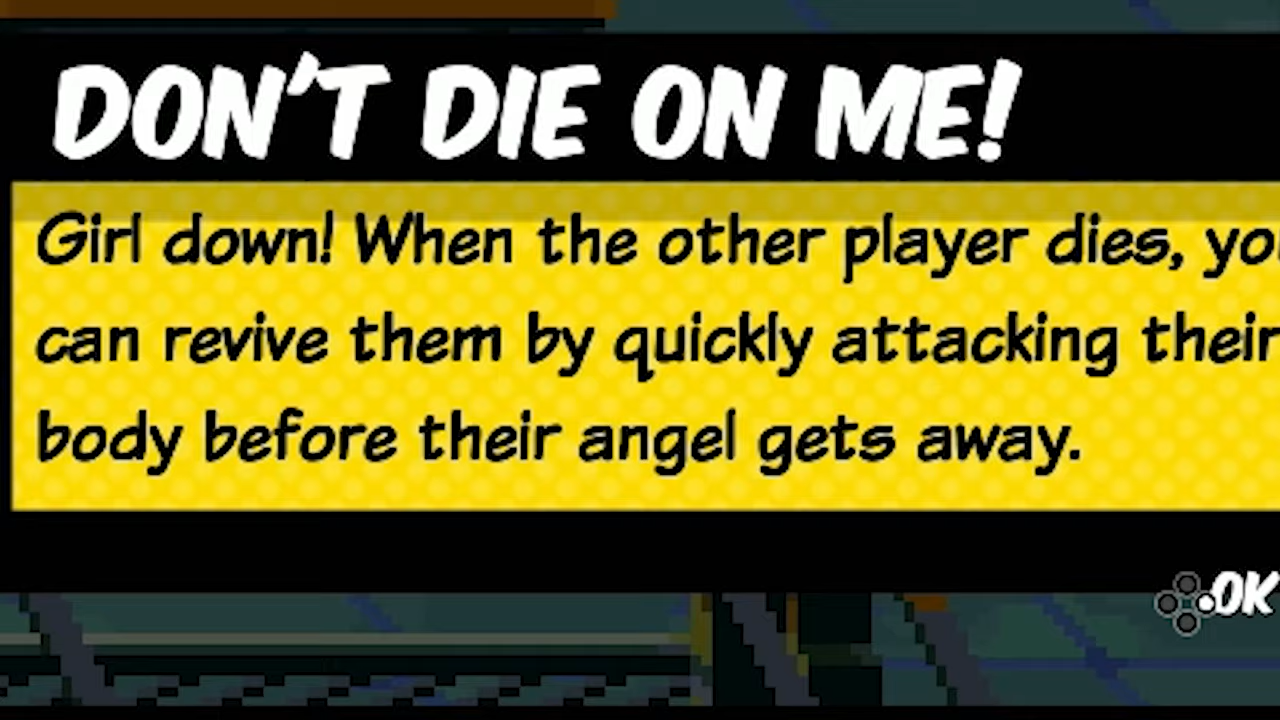 DON'T DIE ON ME!
Girl down! When the other player dies, you
can revive them by quickly attacking their
body before their angel gets away.
OK